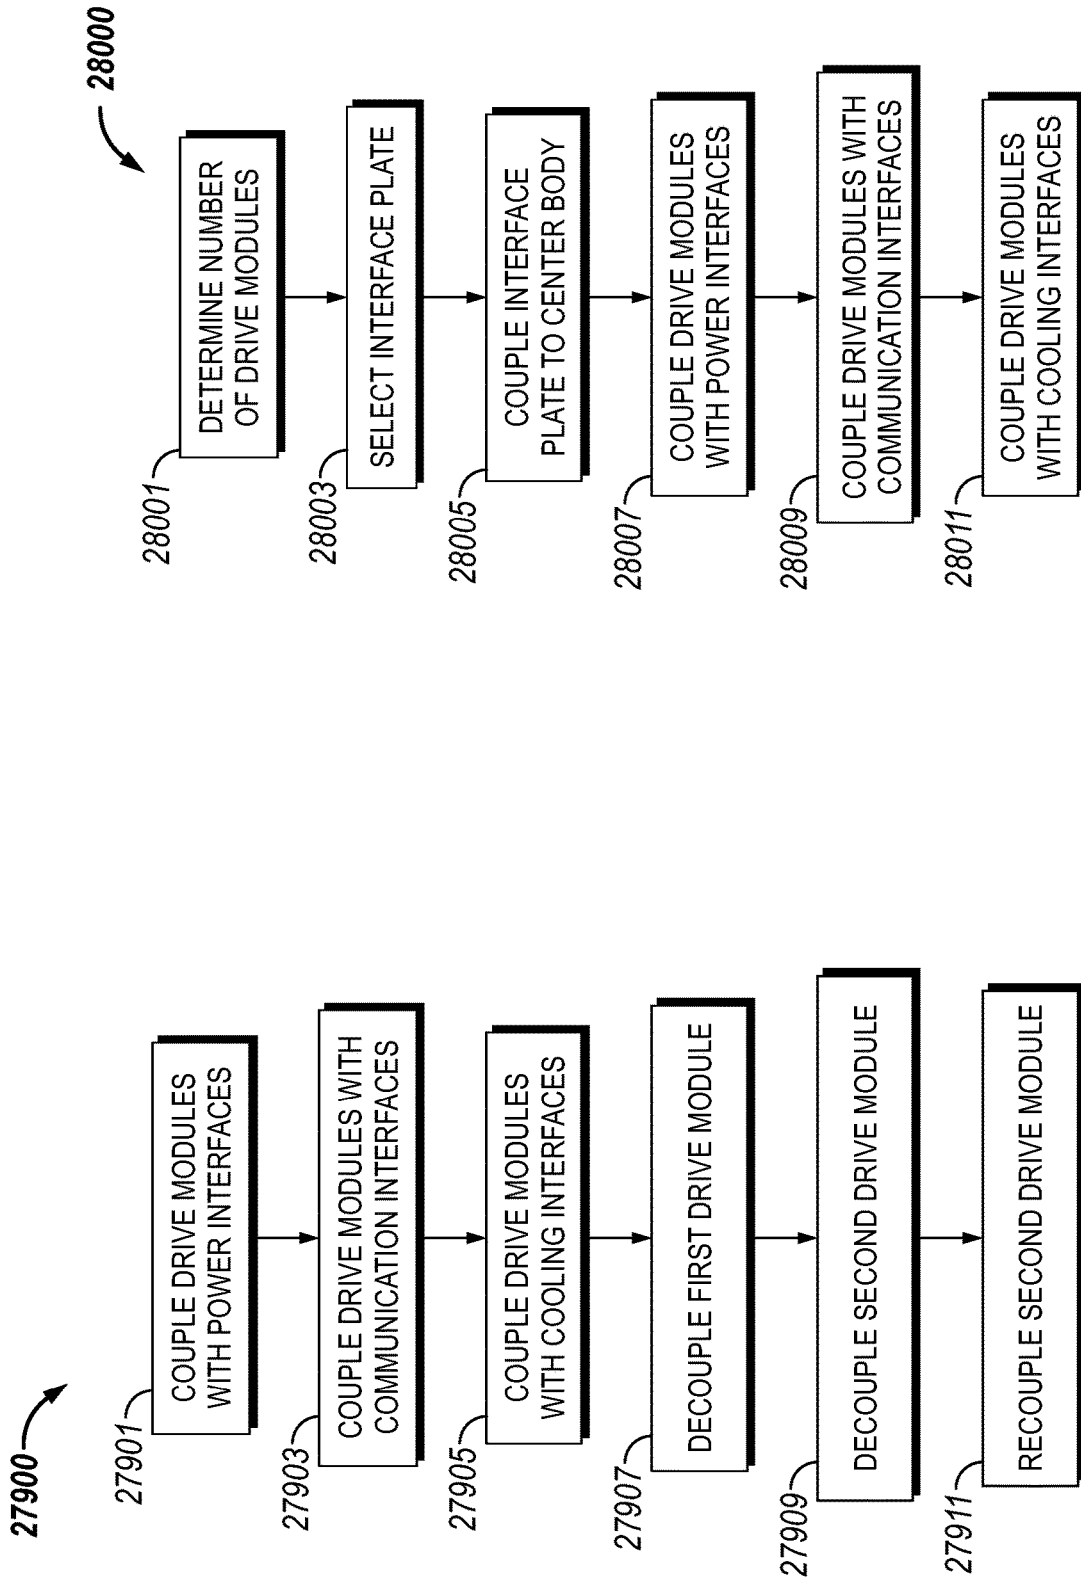 27900
27901
COUPLE DRIVE MODULES
WITH POWER INTERFACES
27903
COUPLE DRIVE MODULES WITH
COMMUNICATION INTERFACES
27905
COUPLE DRIVE MODULES
WITH COOLING INTERFACES
27907
DECOUPLE FIRST DRIVE MODULE
27909
DECOUPLE SECOND DRIVE MODULE
27911
RECOUPLE SECOND DRIVE MODULE
28000
28001
DETERMINE NUMBER
OF DRIVE MODULES
28003
SELECT INTERFACE PLATE
28005
COUPLE INTERFACE
PLATE TO CENTER BODY
28007
COUPLE DRIVE MODULES
WITH POWER INTERFACES
28009
COUPLE DRIVE MODULES WITH
COMMUNICATION INTERFACES
28011
COUPLE DRIVE MODULES
WITH COOLING INTERFACES